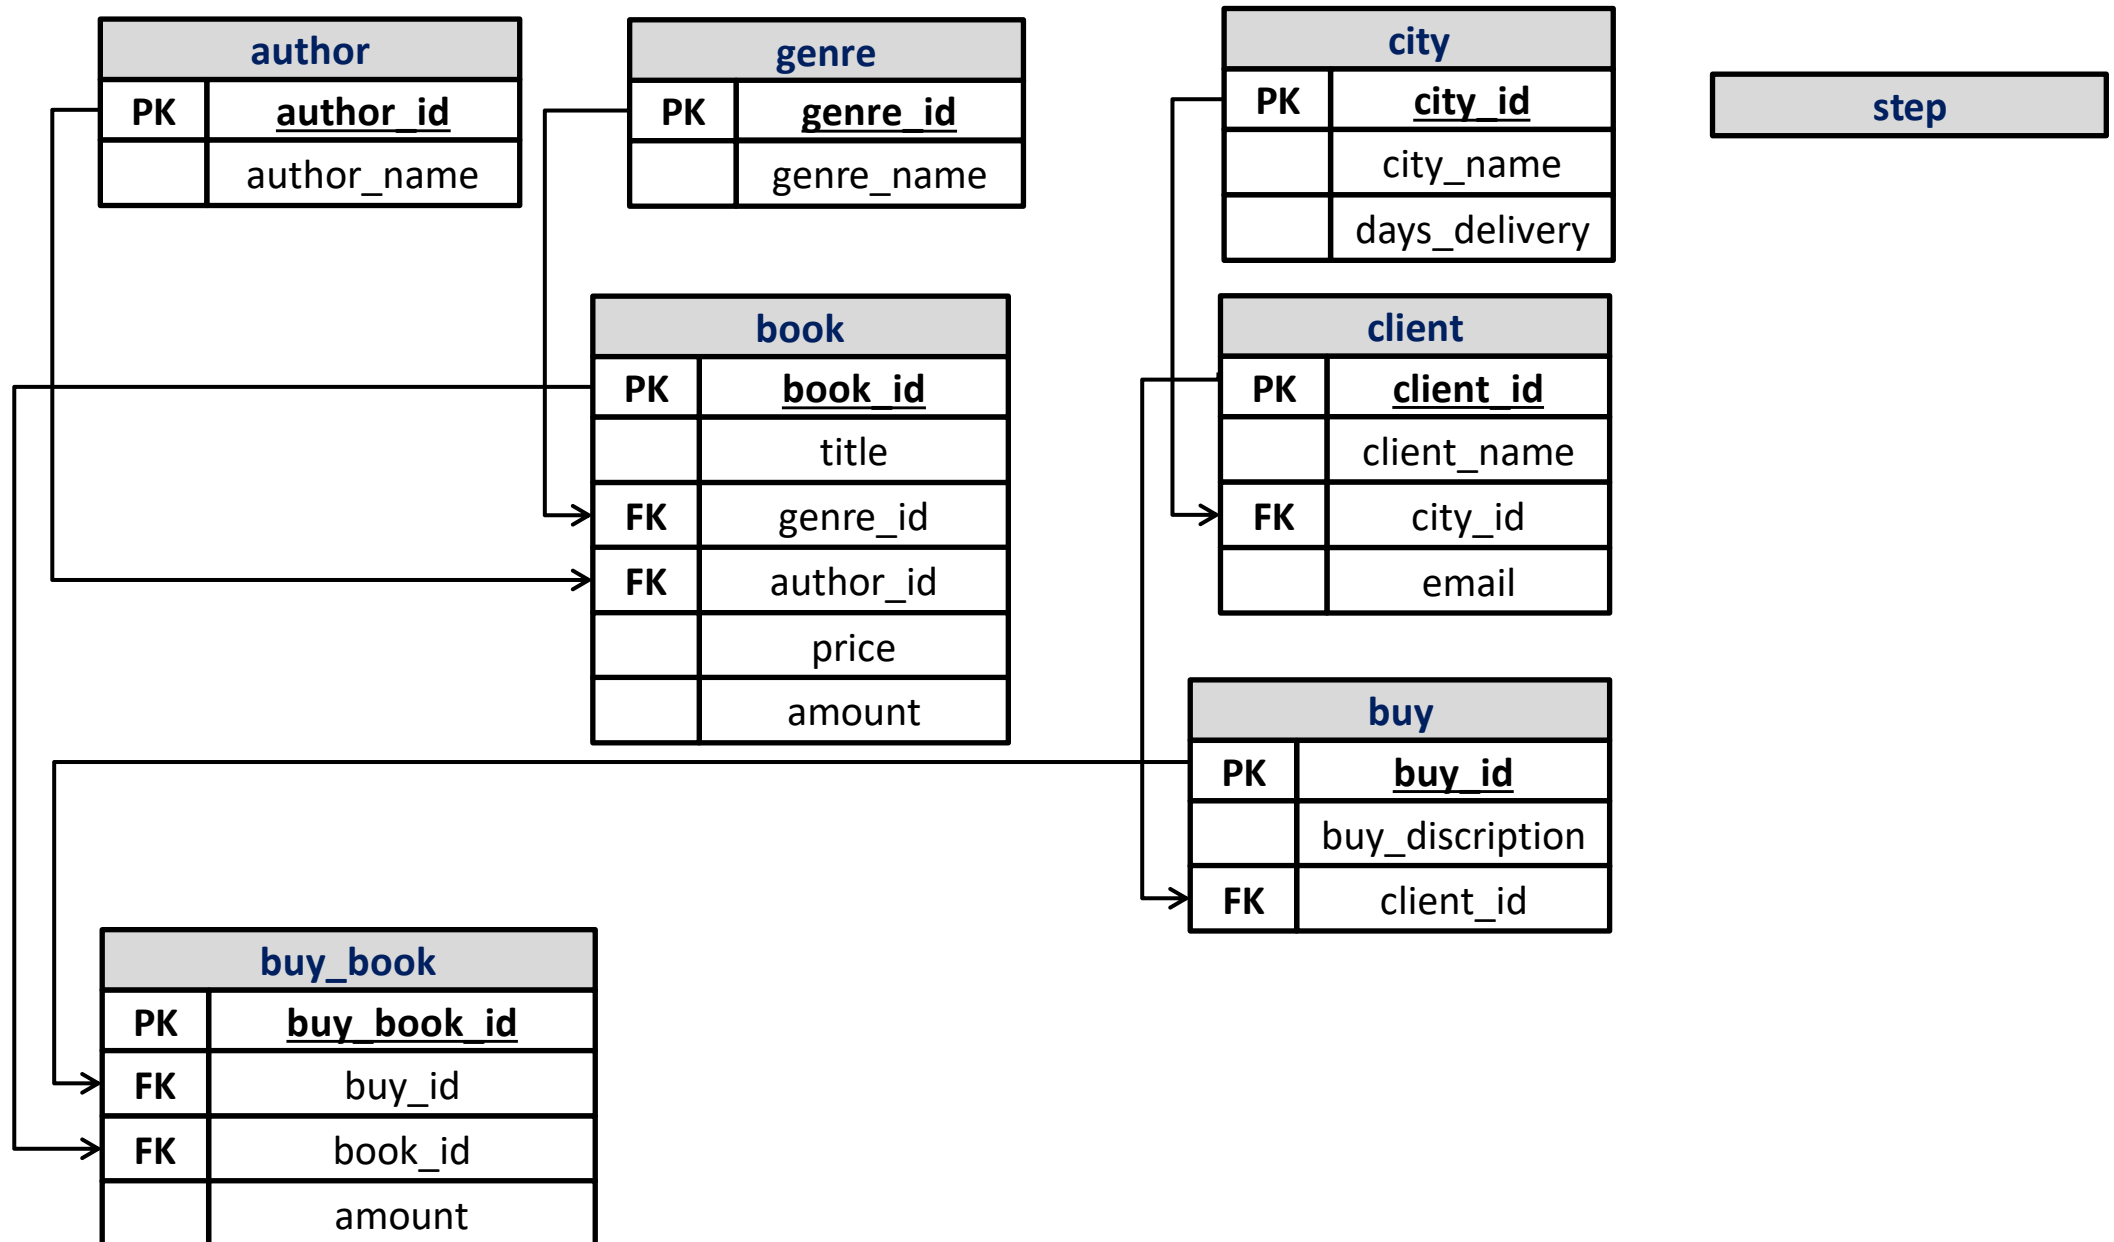 author
PK author_id
author_name
genre
PK genre_id
genre_name
city
PK city_id
city_name
days_delivery
step
book
PK book_id
title
FK genre_id
FK author_id
price
amount
client
PK client_id
client_name
FK city_id
email
buy
PK buy_id
buy_discription
FK client_id
buy_book
PK buy_book_id
FK buy_id
FK book_id
amount